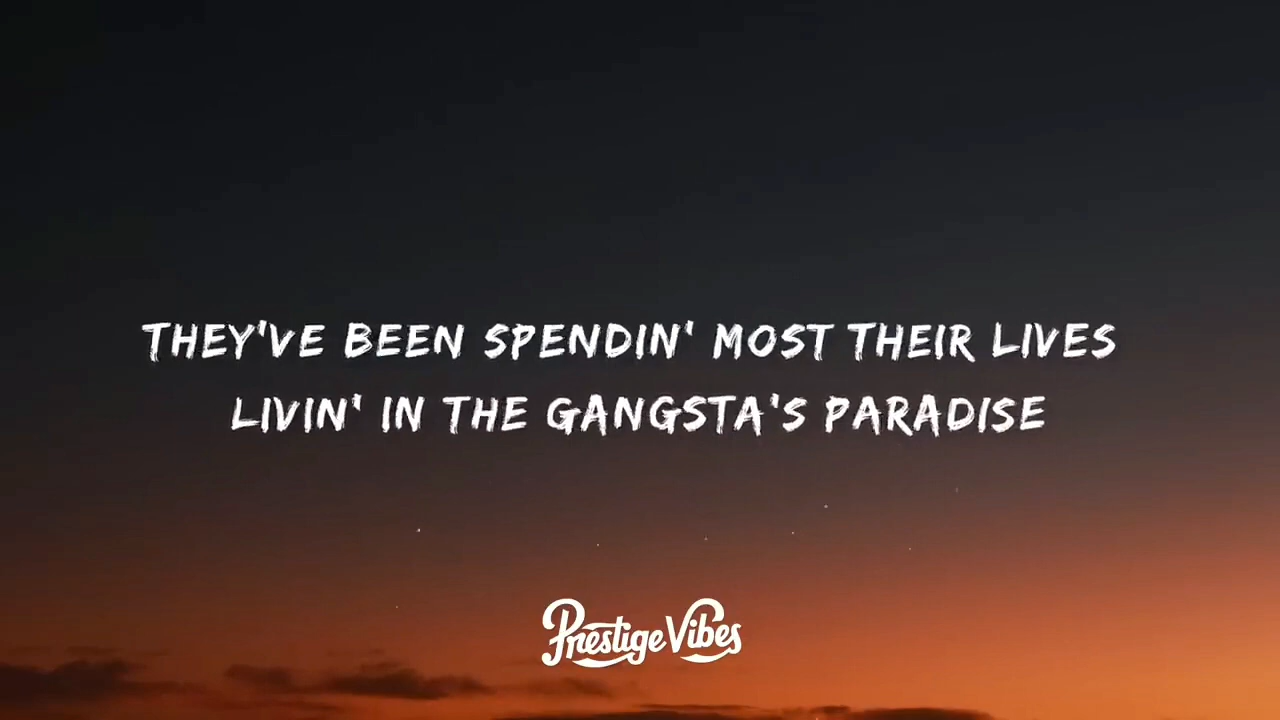 THEY'VE BEEN SPENDIN' MOST THEIR LIVES
LIVIN' IN THE GANGSTA'S PARADISE
Prestige Vibes